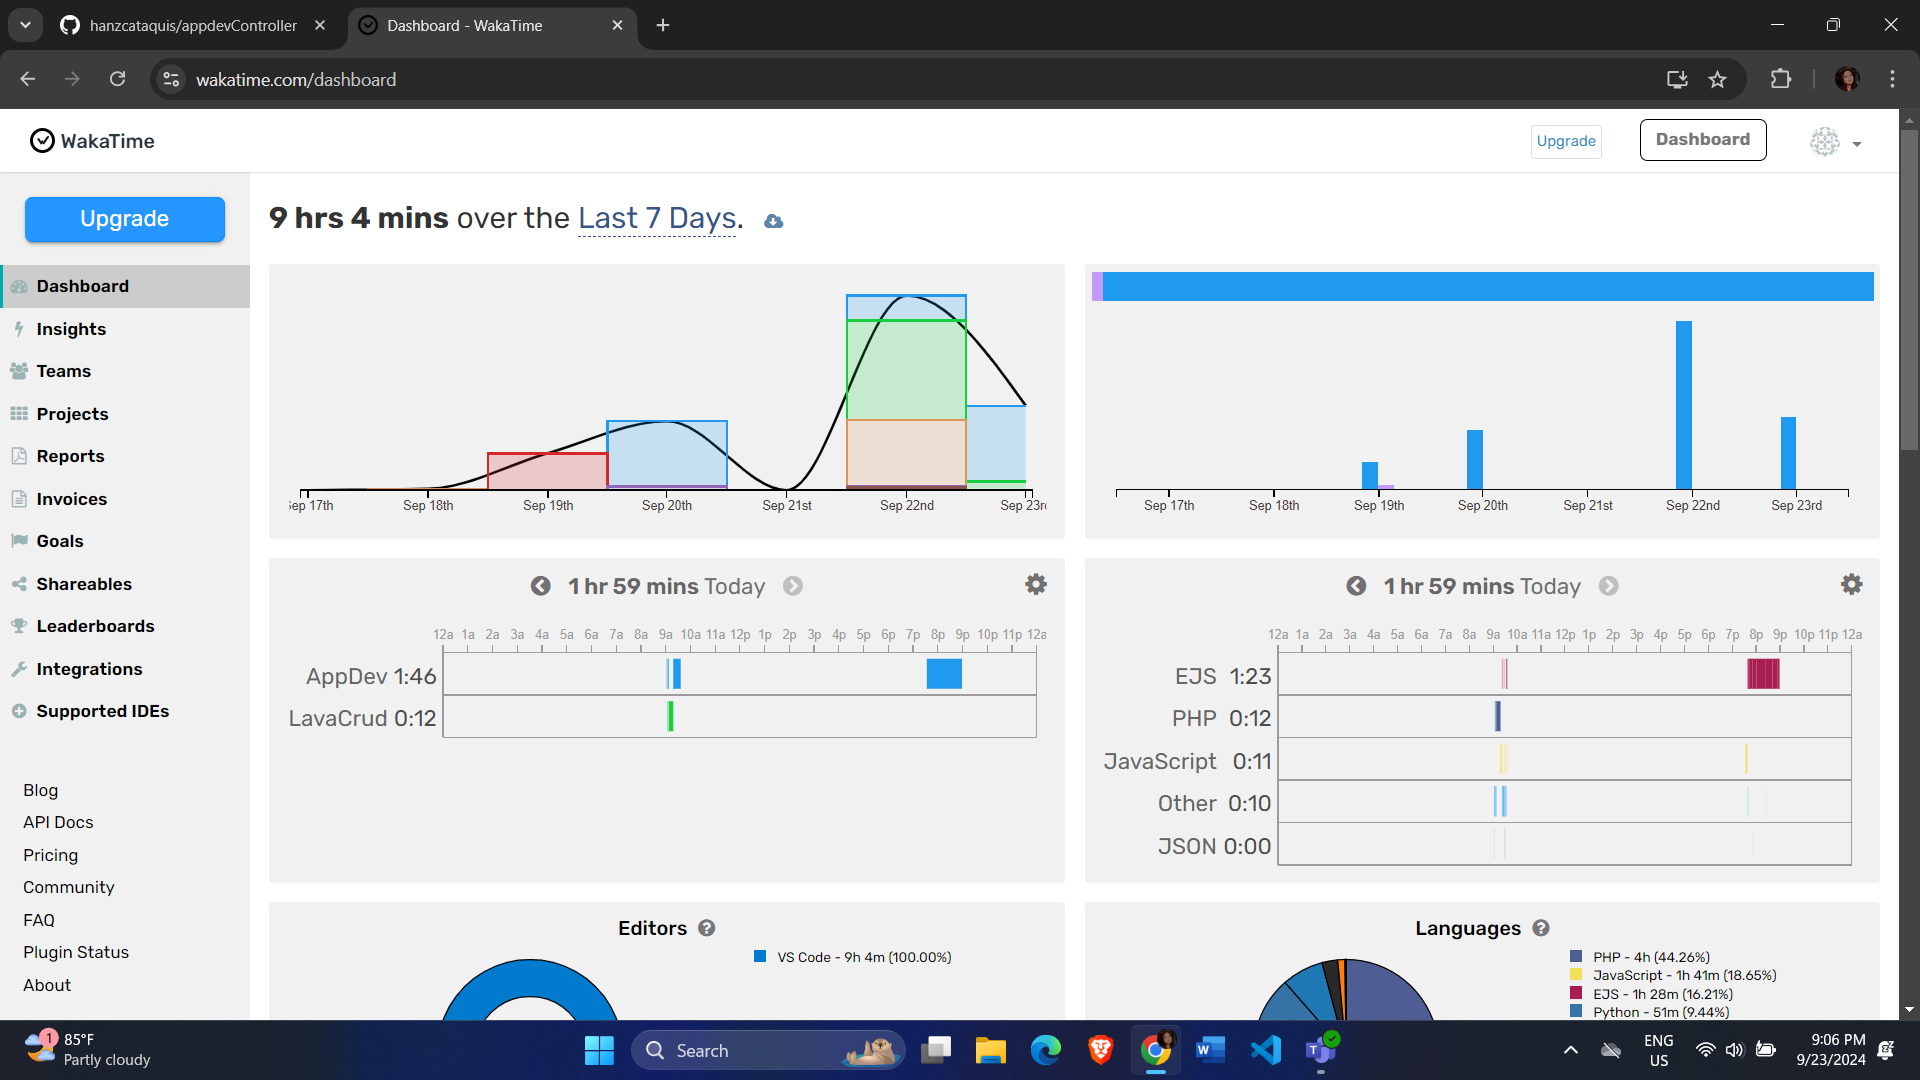 hanzcataquis/appdevController
Dashboard - WakaTime
wakatime.com/dashboard
WakaTime
Upgrade
Dashboard
Upgrade
Dashboard
Insights
Teams
Projects
Reports
Invoices
Goals
Shareables
Leaderboards
Integrations
Supported IDEs
Blog
API Docs
Pricing
Community
FAQ
Plugin Status
About
9 hrs 4 mins over the Last 7 Days.
Sep 17th Sep 18th Sep 19th Sep 20th Sep 21st Sep 22nd Sep 23r
Sep 17th Sep 18th Sep 19th Sep 20th Sep 21st Sep 22nd Sep 23rd
1 hr 59 mins Today
12a 1a 2a 3a 4a 5a 6a 7a 8a 9a 10a 11a 12p 1p 2p 3p 4p 5p 6p 7p 8p 9p 10p 11p 12a
AppDev 1:46
LavaCrud 0:12
1 hr 59 mins Today
12a 1a 2a 3a 4a 5a 6a 7a 8a 9a 10a 11a 12p 1p 2p 3p 4p 5p 6p 7p 8p 9p 10p 11p 12a
EJS 1:23
PHP 0:12
JavaScript 0:11
Other 0:10
JSON 0:00
Editors ?
VS Code - 9h 4m (100.00%)
Languages ?
PHP - 4h (44.26%)
JavaScript - 1h 41m (18.65%)
EJS - 1h 28m (16.21%)
Python - 51m (9.44%)
1
85°F
Partly cloudy
Search
ENG
US
9:06 PM
9/23/2024